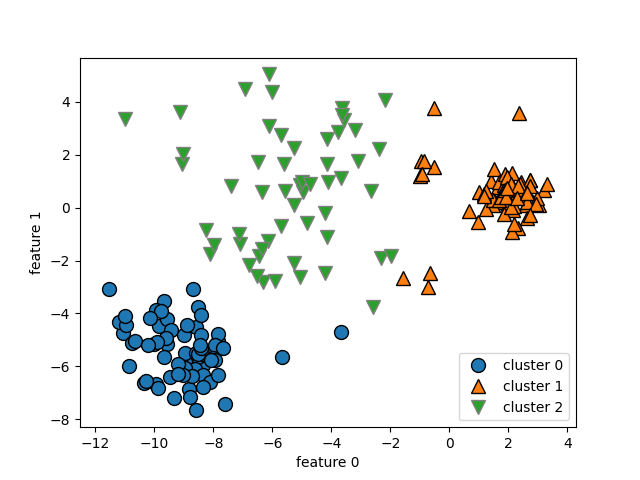 4
2
0
−2
−4
−6
−8
feature 1
cluster 0
cluster 1
cluster 2
−12 −10 −8 −6 −4 −2 0 2 4
feature 0